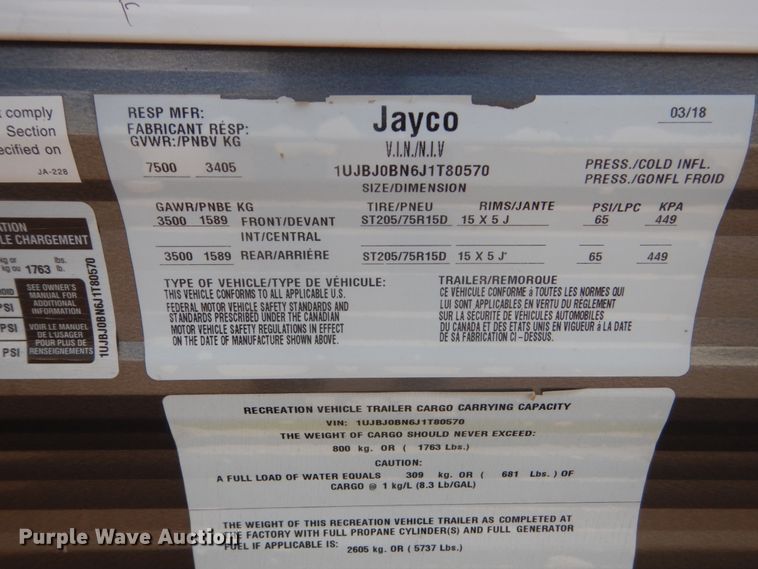 t comply
Section
ecified on
JA-228
ATION
LE CHARGEMENT
kg or
kg ou 1763 lb.
lb.
SEE OWNER'S
MANUAL FOR
ADDITIONAL
INFORMATION
VOIR LE MANUEL
DE L'USAGER
POUR PLUS DE
RENSEIGNEMENTS
PSI
PSI
PSI
1UJBJ0BN6J1T80570
RESP MFR:
FABRICANT RÉSP:
Jayco
03/18
GVWR:/PNBV KG
V.I.N./N.I.V
7500 3405
1UJBJ0BN6J1T80570
PRESS./COLD INFL.
PRESS./GONFL FROID
SIZE/DIMENSION
GAWR/PNBE KG TIRE/PNEU RIMS/JANTE PSI/LPC KPA
3500 1589 FRONT/DEVANT ST205/75R15D 15 X 5 J 65 449
INT/CENTRAL
3500 1589 REAR/ARRIÈRE ST205/75R15D 15 X 5 J 65 449
TYPE OF VEHICLE/TYPE DE VÉHICULE: TRAILER/REMORQUE
THIS VEHICLE CONFORMS TO ALL APPLICABLE U.S.
FEDERAL MOTOR VEHICLE SAFETY STANDARDS AND
STANDARDS PRESCRIBED UNDER THE CANADIAN
MOTOR VEHICLE SAFETY REGULATIONS IN EFFECT
ON THE DATE OF MANUFACTURE SHOWN ABOVE.
CE VÉHICULE CONFORME à TOUTES LES NORMES QUI
LUI SONT APPLICABLES EN VERTU DU RÈGLEMENT
SUR LA SÉCURITÉ DE VÉHICULES AUTOMOBILES
DU CANADA ET DES ETATS UNIS EN VIGUEUR à LA DATE
DE SA FABRICATION CI-DESSUS.
RECREATION VEHICLE TRAILER CARGO CARRYING CAPACITY
VIN: 1UJBJ0BN6J1T80570
THE WEIGHT OF CARGO SHOULD NEVER EXCEED:
800 kg. OR ( 1763 Lbs.)
CAUTION:
A FULL LOAD OF WATER EQUALS 309 kg. OR ( 681 Lbs. ) OF
CARGO @ 1 kg/L (8.3 Lb/GAL)
THE WEIGHT OF THIS RECREATION VEHICLE TRAILER AS COMPLETED AT
THE FACTORY WITH FULL PROPANE CYLINDER(S) AND FULL GENERATOR
FUEL IF APPLICABLE IS: 2605 kg. OR ( 5737 Lbs.)
Purple Wave Auction